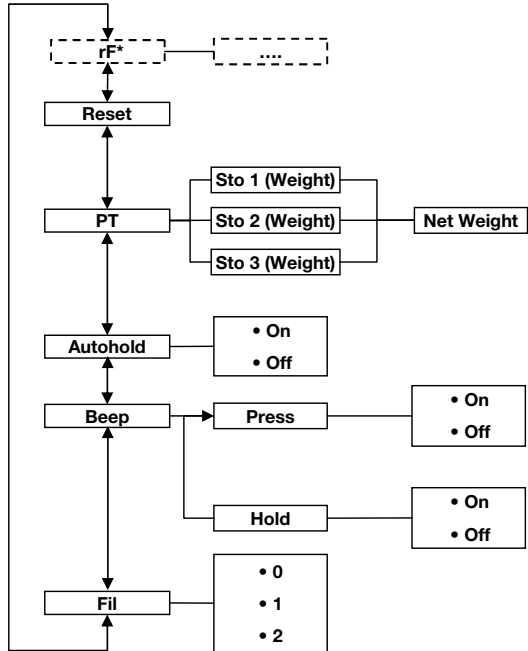 rF*
....
Reset
PT
Sto 1 (Weight)
Sto 2 (Weight)
Sto 3 (Weight)
Net Weight
Autohold
• On
• Off
Beep
Press
• On
• Off
Hold
• On
• Off
Fil
• 0
• 1
• 2